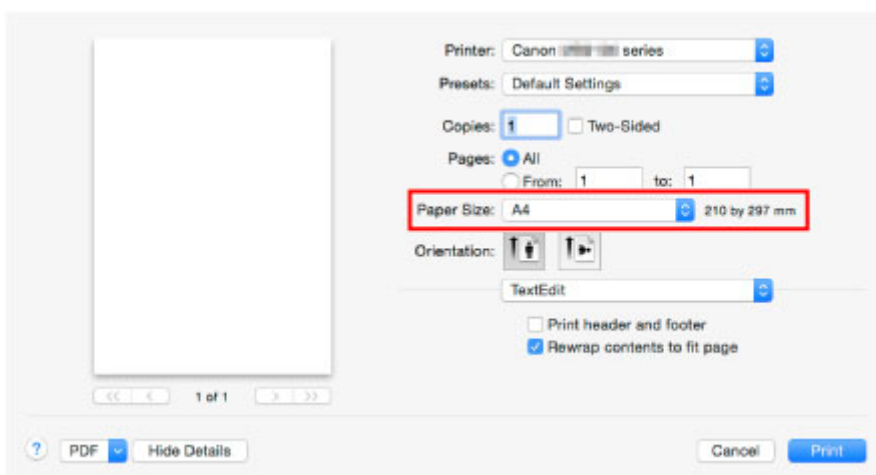 Printer: Canon series
Presets: Default Settings
Copies: 1 Two-Sided
Pages: All
From: 1 to: 1
Paper Size: A4 210 by 297 mm
Orientation:
TextEdit
Print header and footer
Rewrap contents to fit page
<< < 1 of 1 > >>
? PDF Hide Details Cancel Print